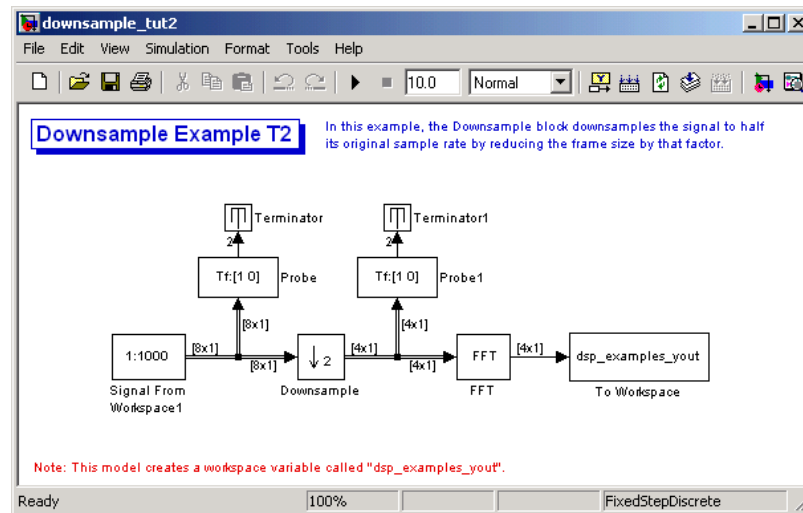 downsample_tut2
File Edit View Simulation Format Tools Help
10.0 Normal
Downsample Example T2
In this example, the Downsample block downsamples the signal to half
its original sample rate by reducing the frame size by that factor.
Terminator
Terminator1
2
2
Tf:[1 0] Probe
Tf:[1 0] Probe1
[8x1]
[4x1]
1:1000
[8x1]
[8x1]
↓ 2
[4x1]
[4x1]
FFT
[4x1]
dsp_examples_yout
Signal From
Workspace1
Downsample
FFT
To Workspace
Note: This model creates a workspace variable called "dsp_examples_yout".
Ready 100% FixedStepDiscrete